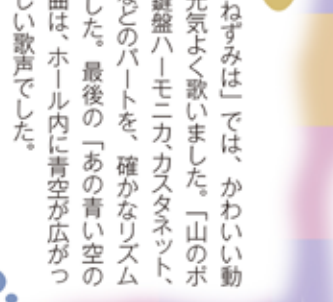 ねずみは」では、かわいい動
元気よく歌いました。「山のポ
鍵盤ハーモニカ、カスタネット、
などのパートを、確かなリズム
した。最後の「あの青い空の
曲は、ホール内に青空が広がっ
しい歌声でした。